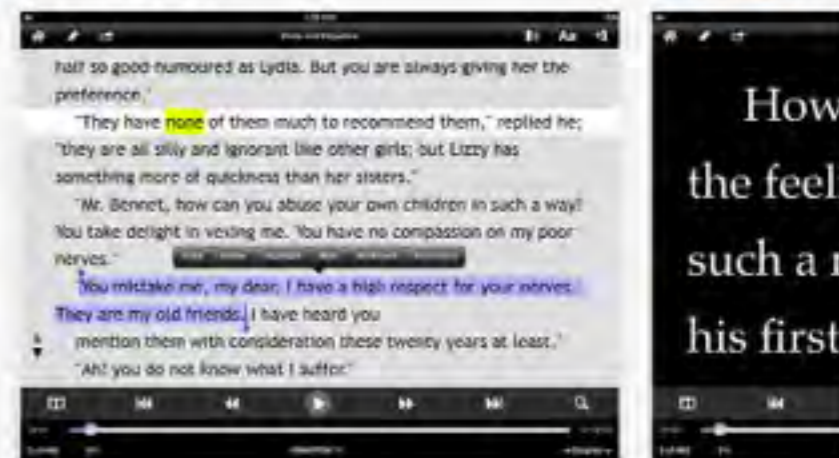 Aa
half so good humoured as Lydia. But you are always giving her the
preference."
"They have none of them much to recommend them," replied he;
"they are all silly and ignorant like other girls; but Lizzy has
something more of quickness than her sisters."
"Mr. Bennet, how can you abuse your own children in such a way?
You take delight in vexing me. You have no compassion on my poor
nerves."
"You mistake me, my dear. I have a high respect for your nerves.
They are my old friends. I have heard you
mention them with consideration these twenty years at least."
"Ah! you do not know what I suffer."
How
the feel
such a
his first